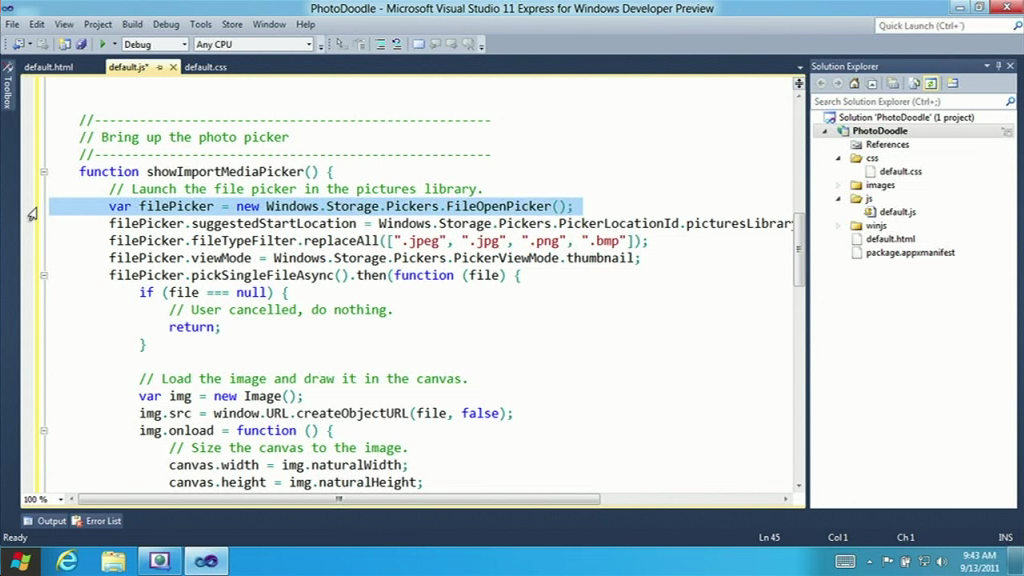 PhotoDoodle - Microsoft Visual Studio 11 Express for Windows Developer Preview
File Edit View Project Build Debug Tools Store Window Help
Quick Launch (Ctrl+`)
Debug Any CPU
default.html default.js* default.css
Toolbox
//-----------------------------------------------------
// Bring up the photo picker
//-----------------------------------------------------
function showImportMediaPicker() {
// Launch the file picker in the pictures library.
var filePicker = new Windows.Storage.Pickers.FileOpenPicker();
filePicker.suggestedStartLocation = Windows.Storage.Pickers.PickerLocationId.picturesLibrary
filePicker.fileTypeFilter.replaceAll([".jpeg", ".jpg", ".png", ".bmp"]);
filePicker.viewMode = Windows.Storage.Pickers.PickerViewMode.thumbnail;
filePicker.pickSingleFileAsync().then(function (file) {
if (file === null) {
// User cancelled, do nothing.
return;
}
// Load the image and draw it in the canvas.
var img = new Image();
img.src = window.URL.createObjectURL(file, false);
img.onload = function () {
// Size the canvas to the image.
canvas.width = img.naturalWidth;
canvas.height = img.naturalHeight;
100 %
Solution Explorer
Search Solution Explorer (Ctrl+;)
Solution 'PhotoDoodle' (1 project)
PhotoDoodle
References
css
default.css
images
js
default.js
winjs
default.html
package.appxmanifest
Output Error List
Ready Ln 45 Col 1 Ch 1 INS
9:43 AM
9/13/2011